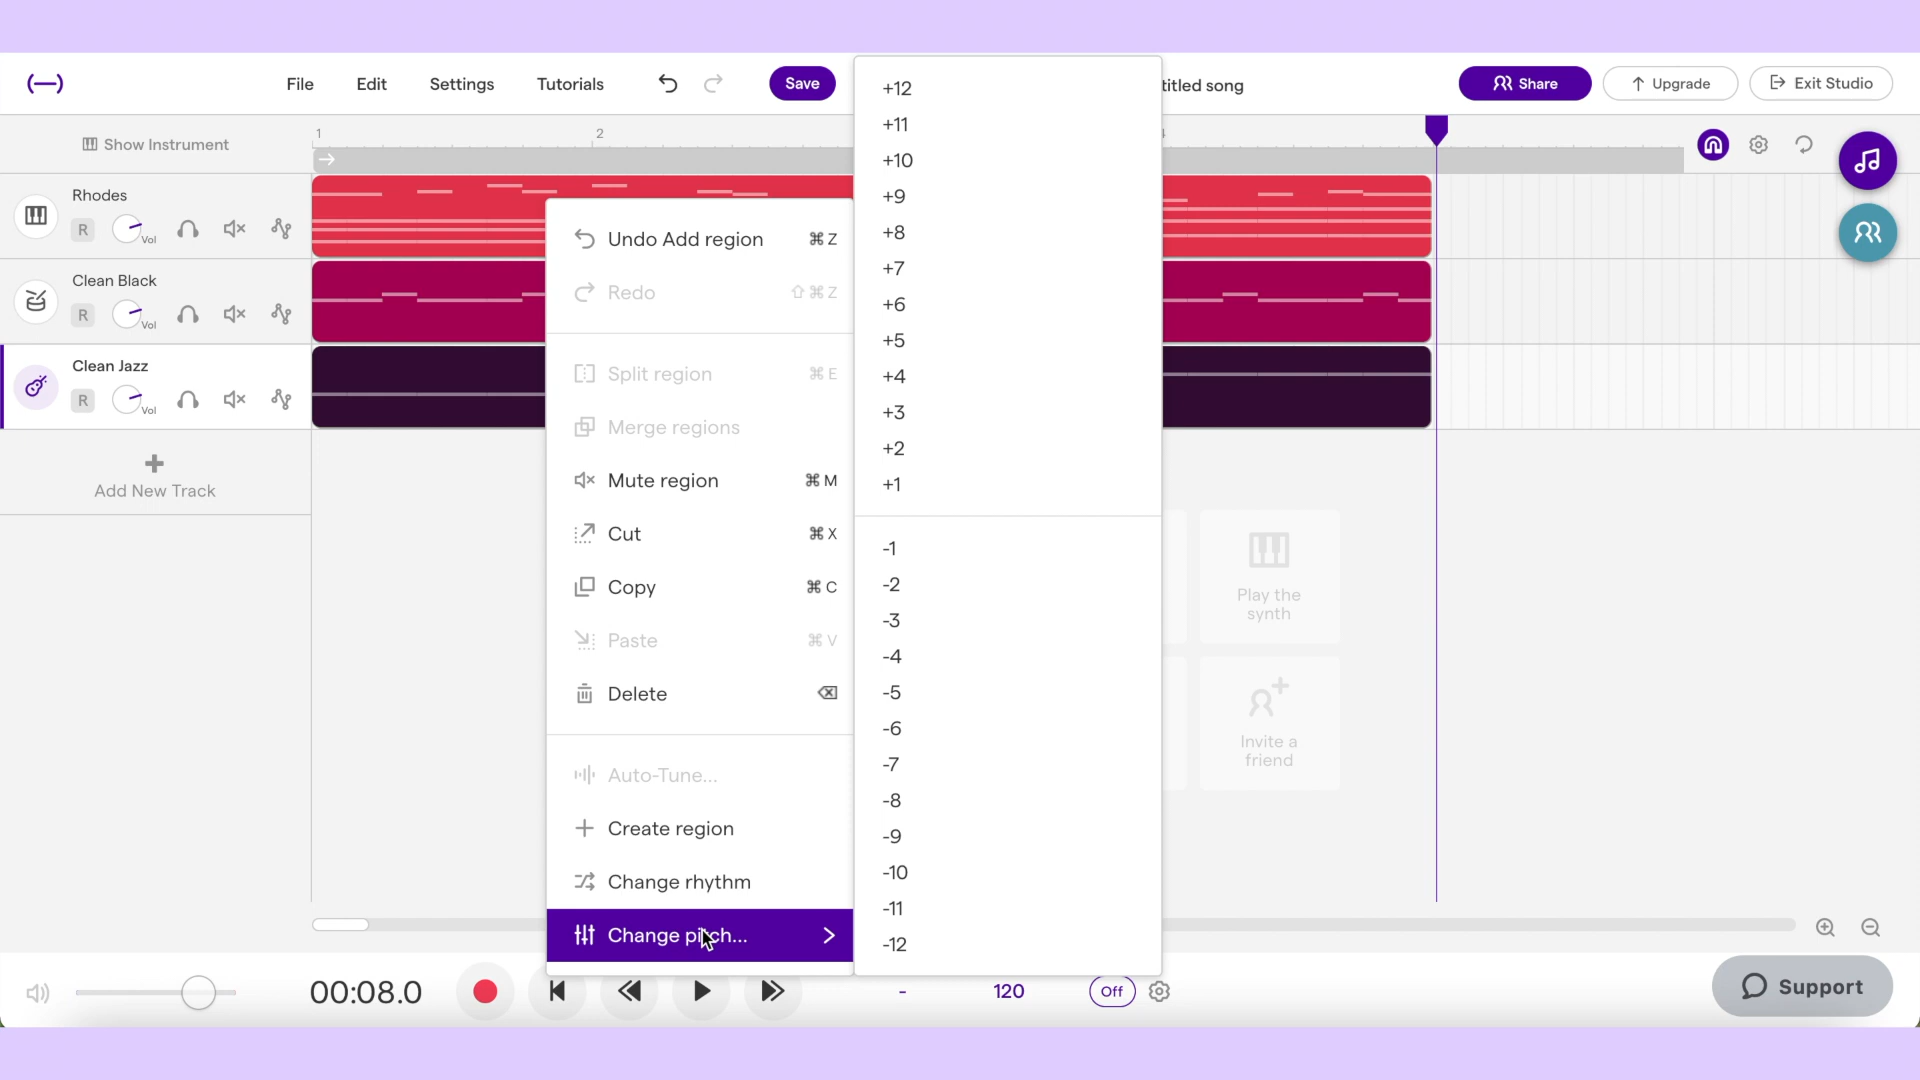 File
Edit
Settings
Tutorials
Save
titled song
Share
Upgrade
Exit Studio
Show Instrument
1
2
4
Rhodes
R
Vol
Clean Black
R
Vol
Clean Jazz
R
Vol
Add New Track
Undo Add region ⌘ Z
Redo ⇧ ⌘ Z
Split region ⌘ E
Merge regions
Mute region ⌘ M
Cut ⌘ X
Copy ⌘ C
Paste ⌘ V
Delete
Auto-Tune...
Create region
Change rhythm
Change pitch...
+12
+11
+10
+9
+8
+7
+6
+5
+4
+3
+2
+1
-1
-2
-3
-4
-5
-6
-7
-8
-9
-10
-11
-12
Play the
synth
Invite a
friend
00:08.0
-
120
Off
Support